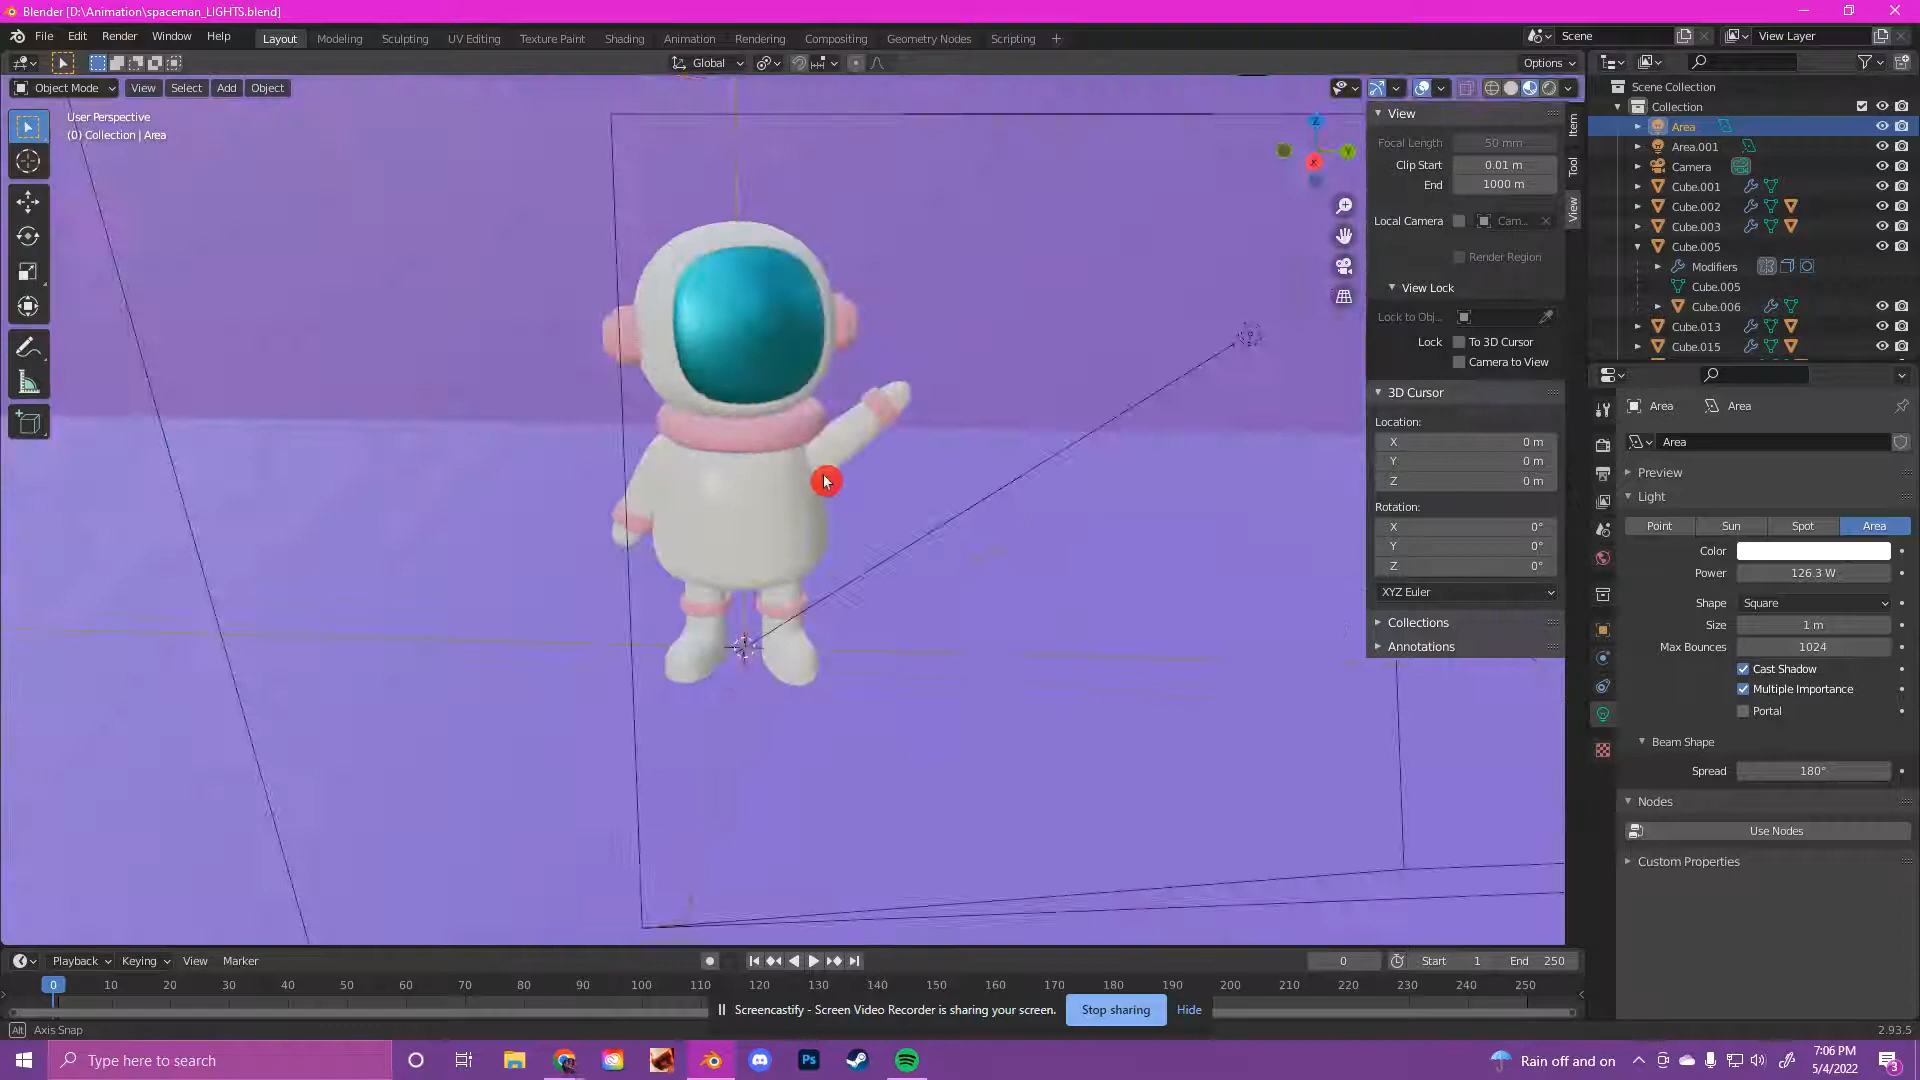 Blender [D:\Animation\spaceman_LIGHTS.blend]
File Edit Render Window Help Layout Modeling Sculpting UV Editing Texture Paint Shading Animation Rendering Compositing Geometry Nodes Scripting + Scene View Layer
Global Options
Object Mode View Select Add Object
User Perspective
(0) Collection | Area
Z
Y
X
View
Focal Length 50 mm
Clip Start 0.01 m
End 1000 m
Local Camera Cam...
Render Region
View Lock
Lock to Obj...
Lock To 3D Cursor
Camera to View
3D Cursor
Location:
X 0 m
Y 0 m
Z 0 m
Rotation:
X 0°
Y 0°
Z 0°
XYZ Euler
Collections
Annotations
Item
Tool
View
Scene Collection
Collection
Area
Area.001
Camera
Cube.001
Cube.002
Cube.003
Cube.005
Modifiers
Cube.005
Cube.006
Cube.013
Cube.015
Area Area
Area
Preview
Light
Point Sun Spot Area
Color
Power 126.3 W
Shape Square
Size 1 m
Max Bounces 1024
Cast Shadow
Multiple Importance
Portal
Beam Shape
Spread 180°
Nodes
Use Nodes
Custom Properties
Playback Keying View Marker 0 Start 1 End 250
0 10 20 30 40 50 60 70 80 90 100 110 120 130 140 150 160 170 180 190 200 210 220 230 240 250
Screencastify - Screen Video Recorder is sharing your screen. Stop sharing Hide
Alt Axis Snap 2.93.5
Type here to search Ps Rain off and on 7:06 PM
5/4/2022 3